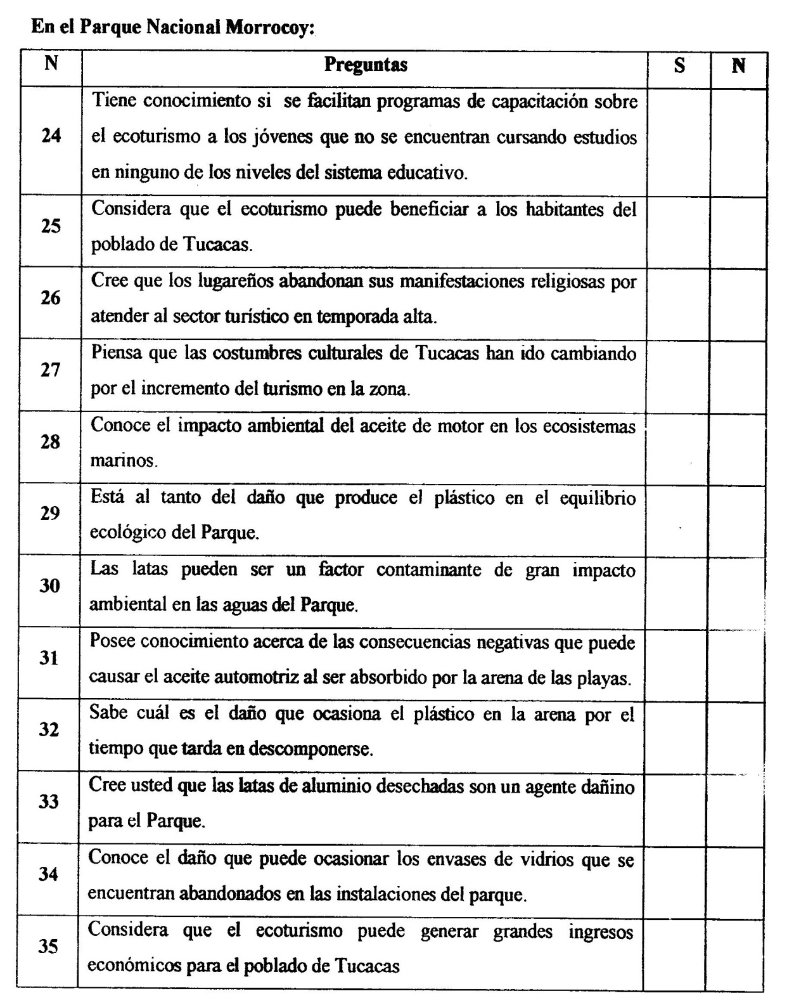 En el Parque Nacional Morrocoy:
N Preguntas S N
Tiene conocimiento si se facilitan programas de capacitación sobre
24 el ecoturismo a los jóvenes que no se encuentran cursando estudios
en ninguno de los niveles del sistema educativo.
Considera que el ecoturismo puede beneficiar a los habitantes del
25
poblado de Tucacas.
Cree que los lugareños abandonan sus manifestaciones religiosas por
26
atender al sector turístico en temporada alta.
Piensa que las costumbres culturales de Tucacas han ido cambiando
27
por el incremento del turismo en la zona.
Conoce el impacto ambiental del aceite de motor en los ecosistemas
28
marinos.
Está al tanto del daño que produce el plástico en el equilibrio
29
ecológico del Parque.
Las latas pueden ser un factor contaminante de gran impacto
30
ambiental en las aguas del Parque.
Posee conocimiento acerca de las consecuencias negativas que puede
31
causar el aceite automotriz al ser absorbido por la arena de las playas.
Sabe cuál es el daño que ocasiona el plástico en la arena por el
32
tiempo que tarda en descomponerse.
Cree usted que las latas de aluminio desechadas son un agente dañino
33
para el Parque.
Conoce el daño que puede ocasionar los envases de vidrios que se
34
encuentran abandonados en las instalaciones del parque.
Considera que el ecoturismo puede generar grandes ingresos
35
económicos para el poblado de Tucacas